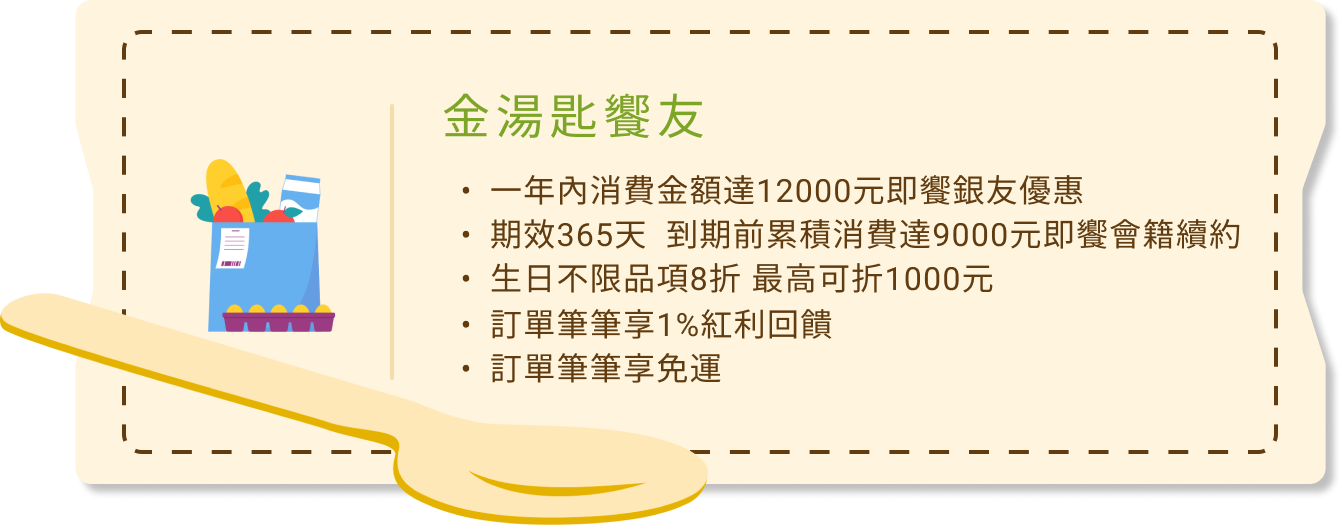 金湯匙饗友
• 一年內消費金額達12000元即饗銀友優惠
• 期效365天 到期前累積消費達9000元即饗會籍續約
• 生日不限品項8折 最高可折1000元
• 訂單筆筆享1%紅利回饋
• 訂單筆筆享免運